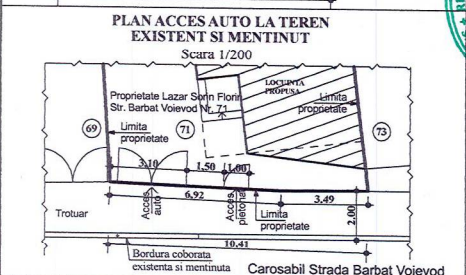 PLAN ACCES AUTO LA TEREN
EXISTENT SI MENTINUT
Scara 1/200
LOCUINTA
PROPUSA
Proprietate Lazar Sorin Florin
Str. Barbat Voievod Nr. 71
Limita
proprietate
69
Limita
proprietate
71
73
3.10
1.50
1.00
6.92
3.49
Acces
auto
Acces
pietonal
Limita
proprietate
2.00
Trotuar
10.41
Bordura coborata
existenta si mentinuta
Carosabil Strada Barbat Voievod